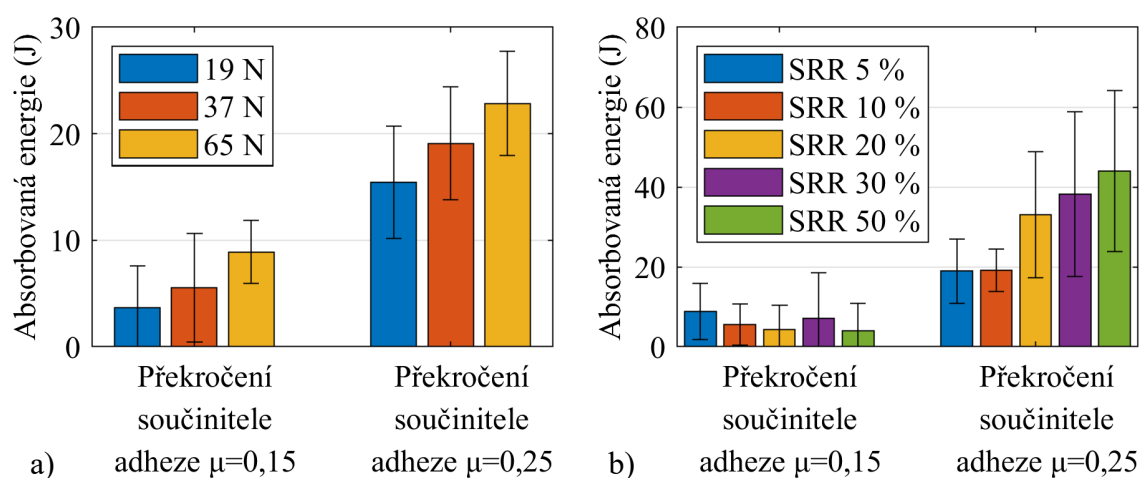 Absorbovaná energie (J)
30
20
10
0
19 N
37 N
65 N
Překročení
součinitele
adheze μ=0,15
Překročení
součinitele
adheze μ=0,25
a)
Absorbovaná energie (J)
80
60
40
20
0
SRR 5 %
SRR 10 %
SRR 20 %
SRR 30 %
SRR 50 %
Překročení
součinitele
adheze μ=0,15
Překročení
součinitele
adheze μ=0,25
b)